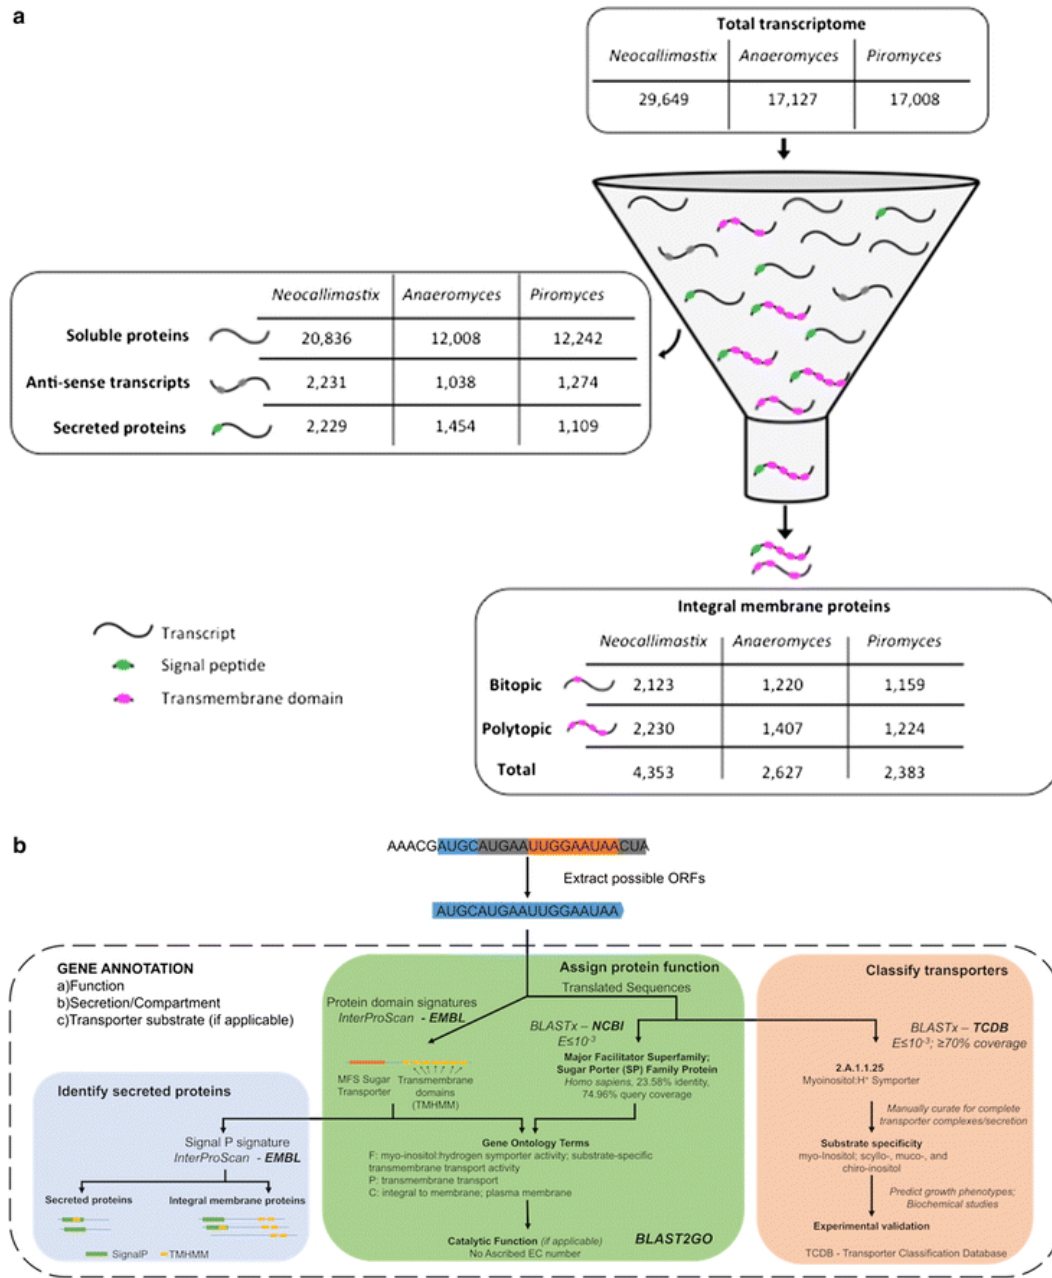 a
Total transcriptome
Neocallimastix Anaeromyces Piromyces
29,649 17,127 17,008
Neocallimastix Anaeromyces Piromyces
Soluble proteins 20,836 12,008 12,242
Anti-sense transcripts 2,231 1,038 1,274
Secreted proteins 2,229 1,454 1,109
Transcript
Signal peptide
Transmembrane domain
Integral membrane proteins
Neocallimastix Anaeromyces Piromyces
Bitopic 2,123 1,220 1,159
Polytopic 2,230 1,407 1,224
Total 4,353 2,627 2,383
b
AAACGAUGCAUGAAUUGGAAUAACUA
Extract possible ORFs
AUGCAUGAAUUGGAAUAA
GENE ANNOTATION
a)Function
b)Secretion/Compartment
c)Transporter substrate (if applicable)
Assign protein function
Translated Sequences
Protein domain signatures
InterProScan - EMBL
BLASTx – NCBI
E≤10⁻³
MFS Sugar
Transporter
Transmembrane
domains
(TMHMM)
Major Facilitator Superfamily;
Sugar Porter (SP) Family Protein
Homo sapiens, 23.58% identity,
74.96% query coverage
Gene Ontology Terms
F: myo-inositol:hydrogen symporter activity; substrate-specific
transmembrane transport activity
P: transmembrane transport
C: integral to membrane; plasma membrane
Catalytic Function (if applicable)
No Ascribed EC number
BLAST2GO
Identify secreted proteins
Signal P signature
InterProScan - EMBL
Secreted proteins
Integral membrane proteins
SignalP TMHMM
Classify transporters
BLASTx – TCDB
E≤10⁻³; ≥70% coverage
2.A.1.1.25
Myoinositol:H⁺ Symporter
Manually curate for complete
transporter complexes/secretion
Substrate specificity
myo-Inositol; scyllo-, muco-, and
chiro-inositol
Predict growth phenotypes;
Biochemical studies
Experimental validation
TCDB - Transporter Classification Database